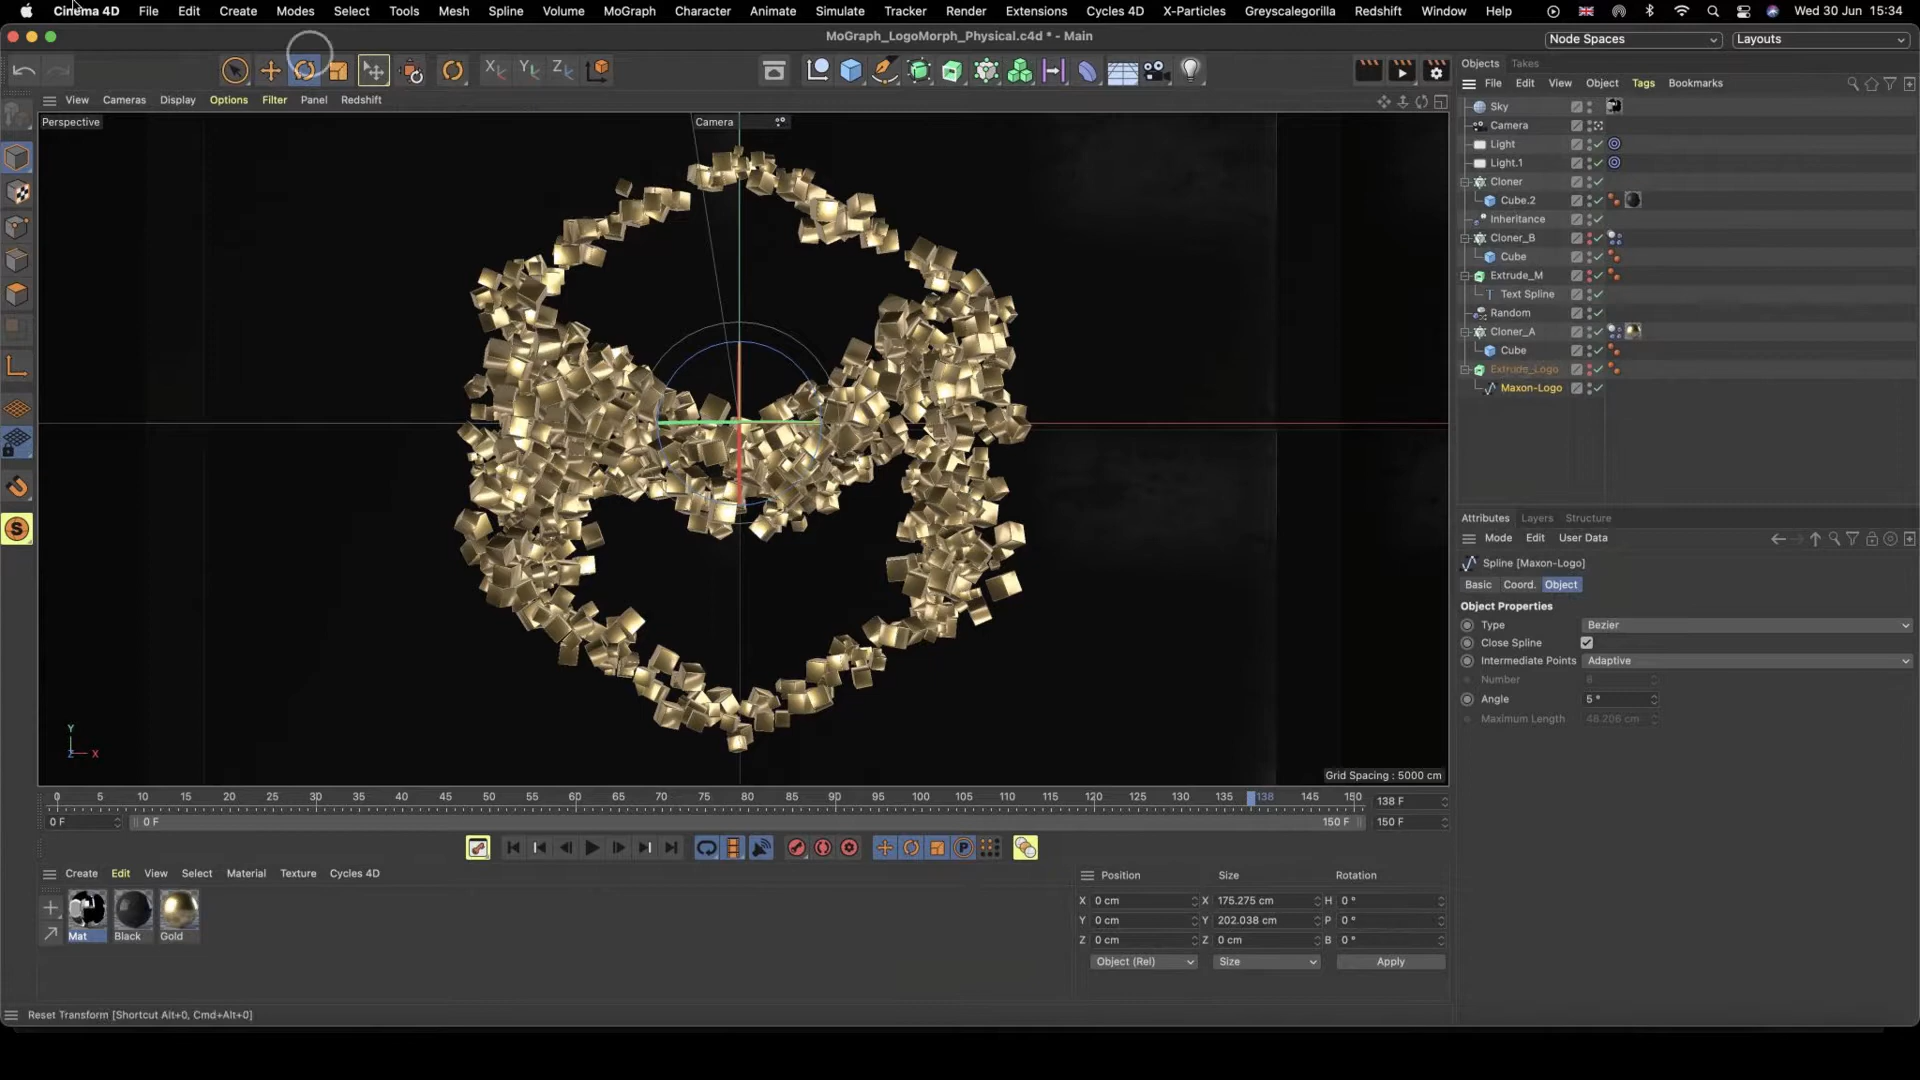 Cinema 4D File Edit Create Modes Select Tools Mesh Spline Volume MoGraph Character Animate Simulate Tracker Render Extensions Cycles 4D X-Particles Greyscalegorilla Redshift Window Help Wed 30 Jun 15:34
MoGraph_LogoMorph_Physical.c4d * - Main
Node Spaces Layouts
X Y Z
View Cameras Display Options Filter Panel Redshift
Perspective Camera
Grid Spacing : 5000 cm
Y
Z X
Objects Takes
File Edit View Object Tags Bookmarks
Sky
Camera
Light
Light.1
Cloner
Cube.2
Inheritance
Cloner_B
Cube
Extrude_M
Text Spline
Random
Cloner_A
Cube
Extrude_Logo
Maxon-Logo
Attributes Layers Structure
Mode Edit User Data
Spline [Maxon-Logo]
Basic Coord. Object
Object Properties
Type Bezier
Close Spline
Intermediate Points Adaptive
Number 8
Angle 5 °
Maximum Length 48.206 cm
0 5 10 15 20 25 30 35 40 45 50 55 60 65 70 75 80 85 90 95 100 105 110 115 120 125 130 135 138 145 150 138 F
0 F 0 F 150 F 150 F
P
S
Create Edit View Select Material Texture Cycles 4D
Mat Black Gold
Position Size Rotation
X 0 cm X 175.275 cm H 0 °
Y 0 cm Y 202.038 cm P 0 °
Z 0 cm Z 0 cm B 0 °
Object (Rel) Size Apply
Reset Transform [Shortcut Alt+0, Cmd+Alt+0]